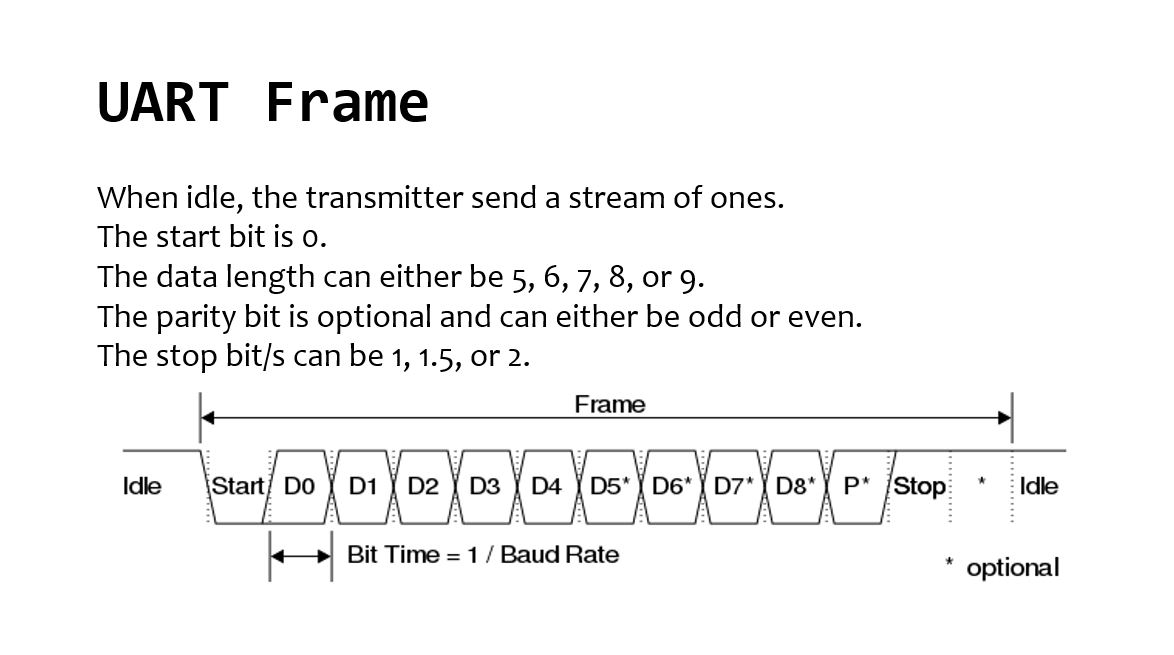 UART Frame
When idle, the transmitter send a stream of ones.
The start bit is 0.
The data length can either be 5, 6, 7, 8, or 9.
The parity bit is optional and can either be odd or even.
The stop bit/s can be 1, 1.5, or 2.
Frame
Idle Start D0 D1 D2 D3 D4 D5* D6* D7* D8* P* Stop * Idle
Bit Time = 1 / Baud Rate
* optional